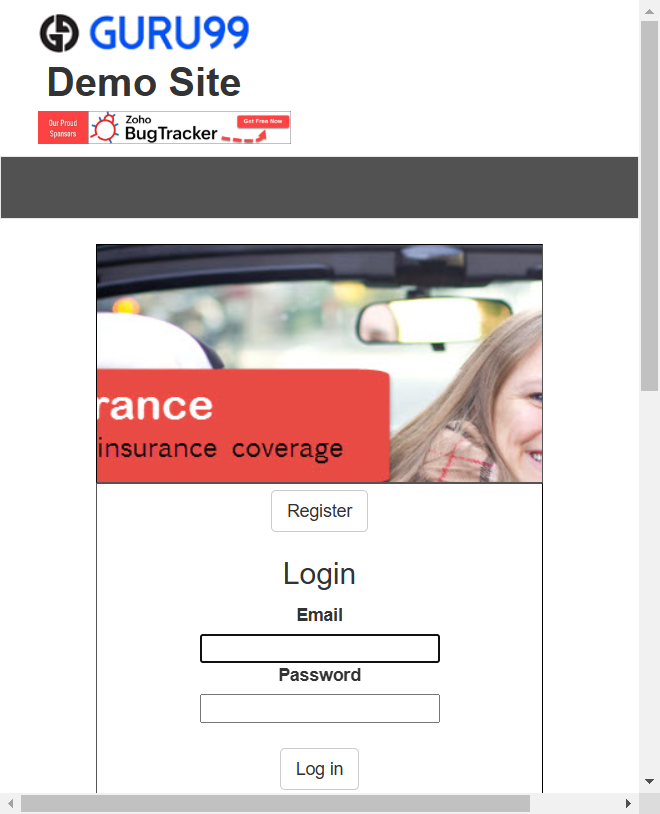 GURU99
Demo Site
Our Proud
Sponsors
Zoho
BugTracker
Get Free Now
rance
insurance coverage
Register
Login
Email
Password
Log in